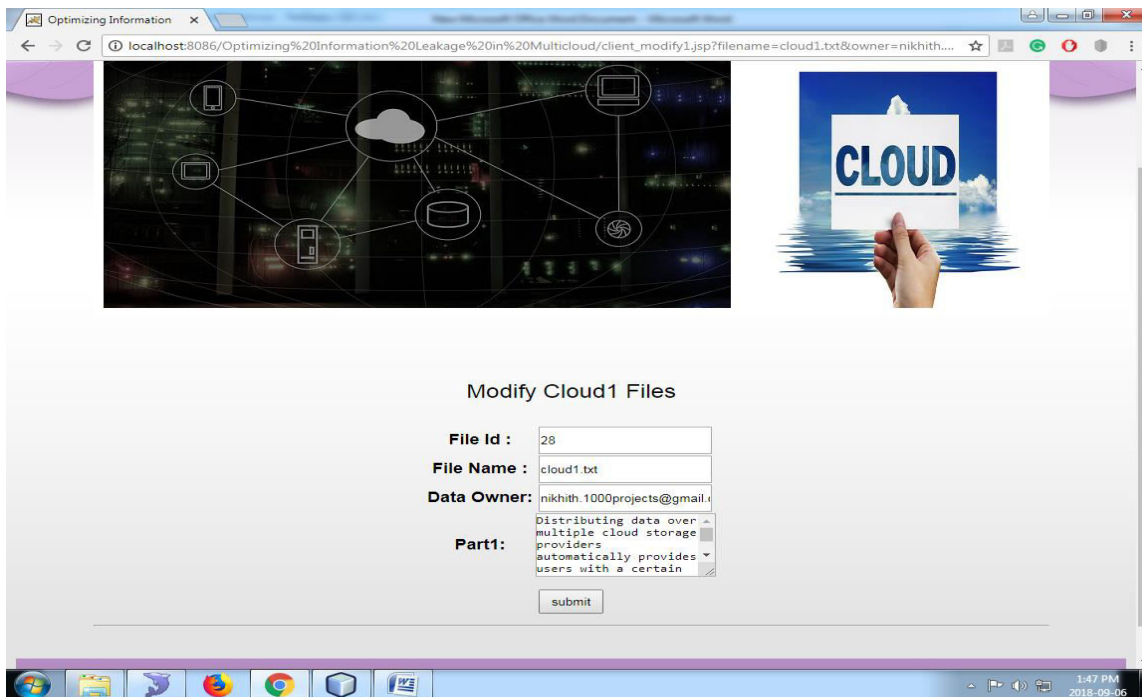 Optimizing Information
localhost:8086/Optimizing%20Information%20Leakage%20in%20Multicloud/client_modify1.jsp?filename=cloud1.txt&owner=nikhith....
CLOUD
Modify Cloud1 Files
File Id : 28
File Name : cloud1.txt
Data Owner: nikhith.1000projects@gmail.
Part1:
Distributing data over
multiple cloud storage
providers
automatically provides
users with a certain
submit
1:47 PM
2018-09-06